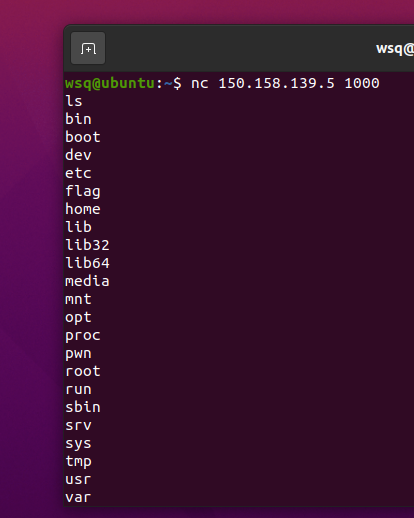 wsq@
wsq@ubuntu:~$ nc 150.158.139.5 1000
ls
bin
boot
dev
etc
flag
home
lib
lib32
lib64
media
mnt
opt
proc
pwn
root
run
sbin
srv
sys
tmp
usr
var